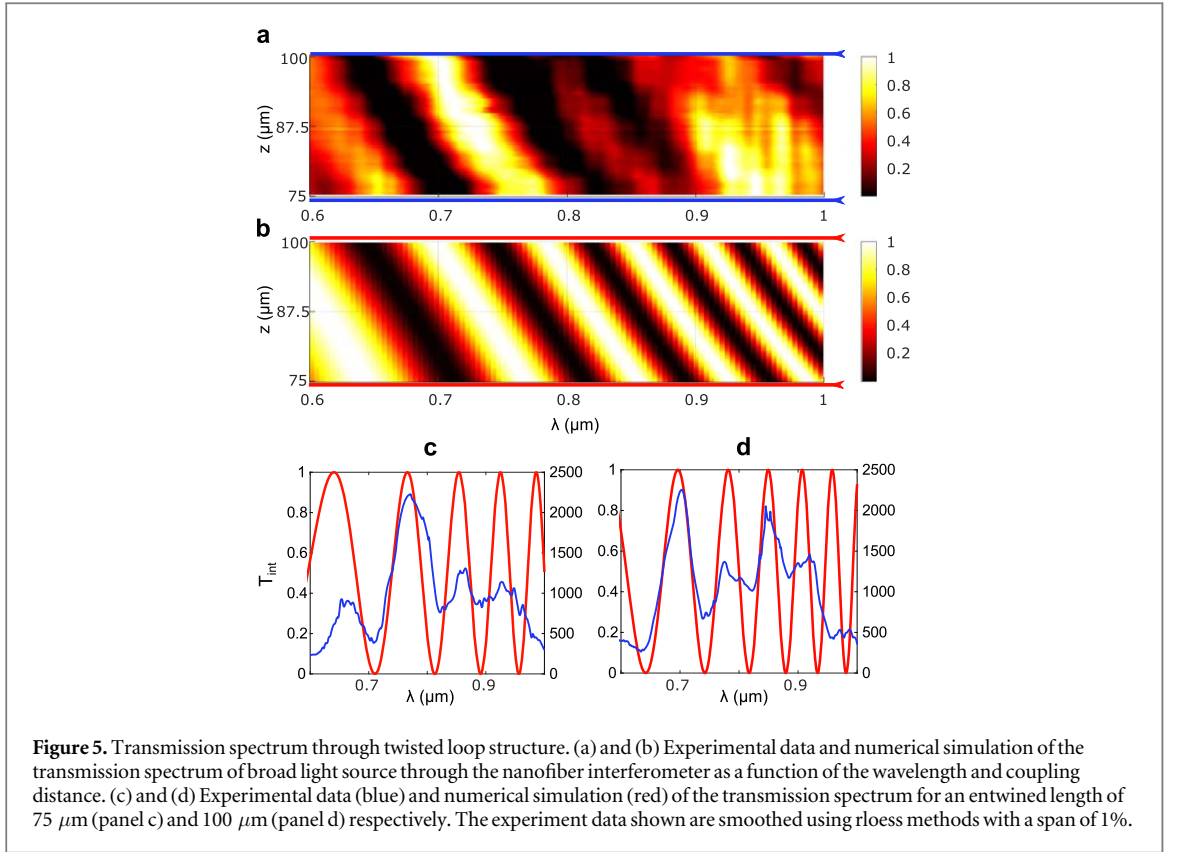 a
100
87.5
75
z (μm)
0.6 0.7 0.8 0.9 1
1
0.8
0.6
0.4
0.2
b
100
87.5
75
z (μm)
0.6 0.7 0.8 0.9 1
λ (μm)
1
0.8
0.6
0.4
0.2
c
1
0.8
0.6
0.4
0.2
0
T_int
2500
2000
1500
1000
500
0
0.7 0.9
λ (μm)
d
1
0.8
0.6
0.4
0.2
0
2500
2000
1500
1000
500
0
0.7 0.9
λ (μm)
Figure 5. Transmission spectrum through twisted loop structure. (a) and (b) Experimental data and numerical simulation of the
transmission spectrum of broad light source through the nanofiber interferometer as a function of the wavelength and coupling
distance. (c) and (d) Experimental data (blue) and numerical simulation (red) of the transmission spectrum for an entwined length of
75 μm (panel c) and 100 μm (panel d) respectively. The experiment data shown are smoothed using rloess methods with a span of 1%.